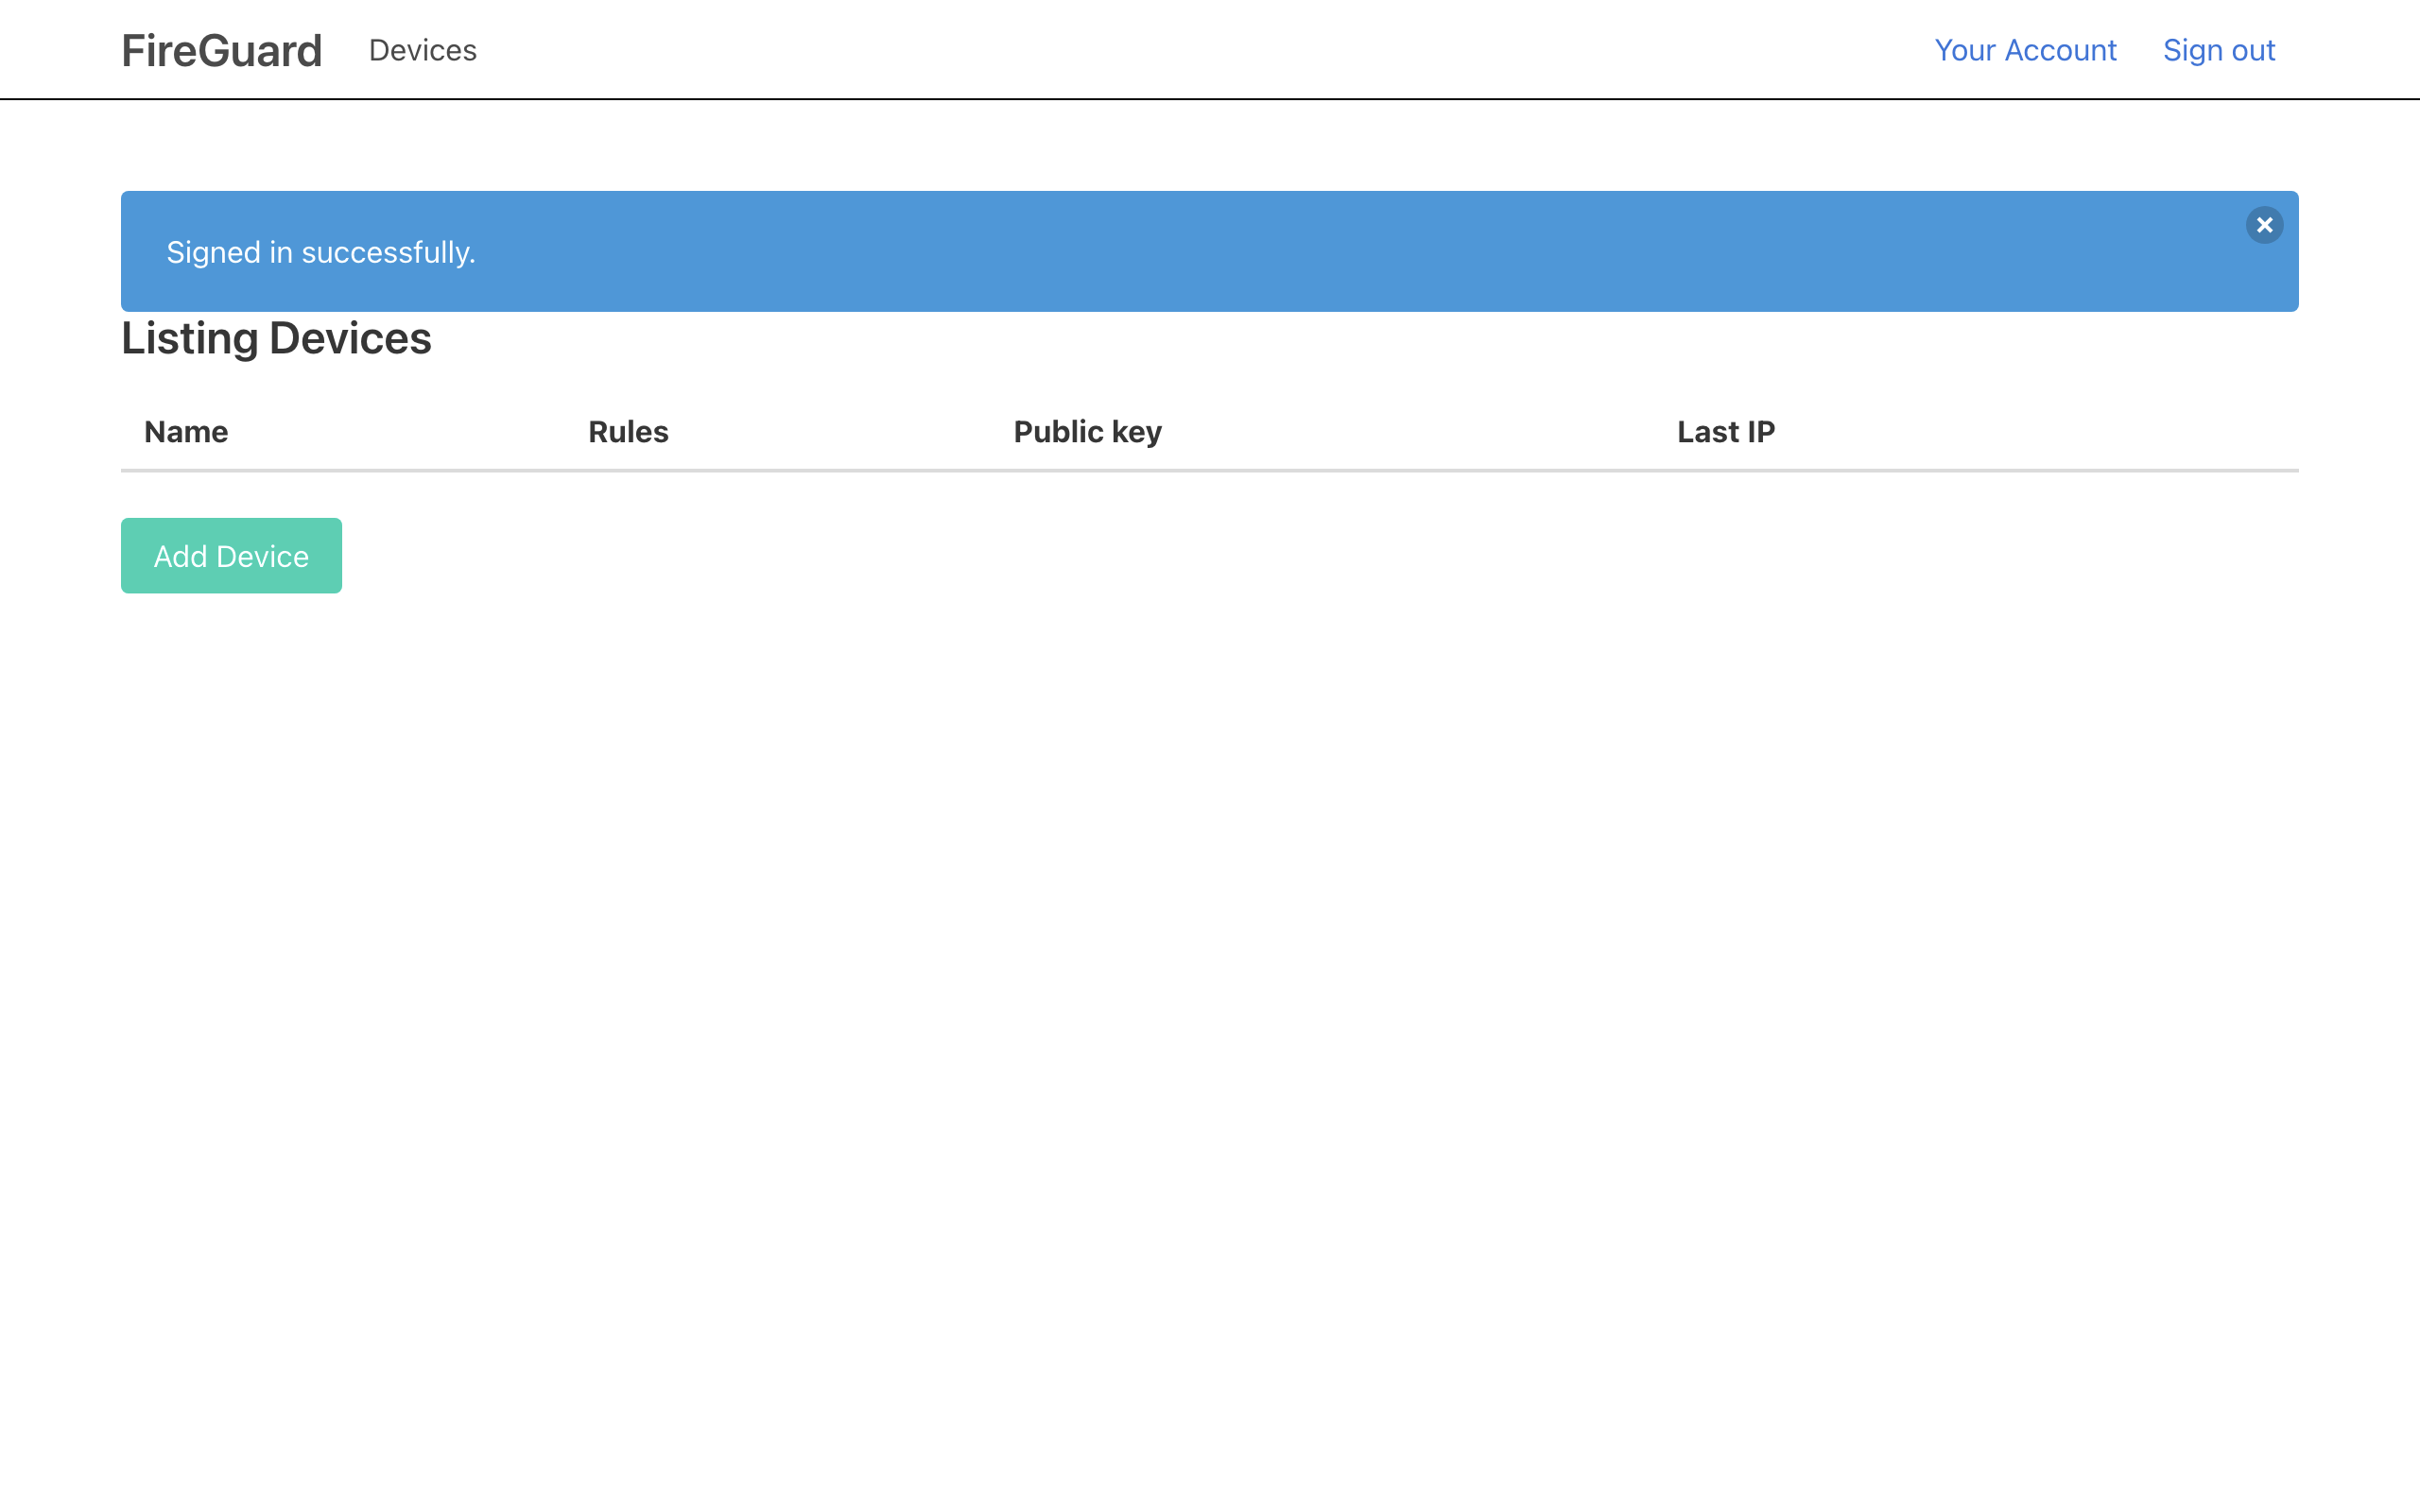 FireGuard Devices Your Account Sign out
Signed in successfully.
Listing Devices
Name Rules Public key Last IP
Add Device